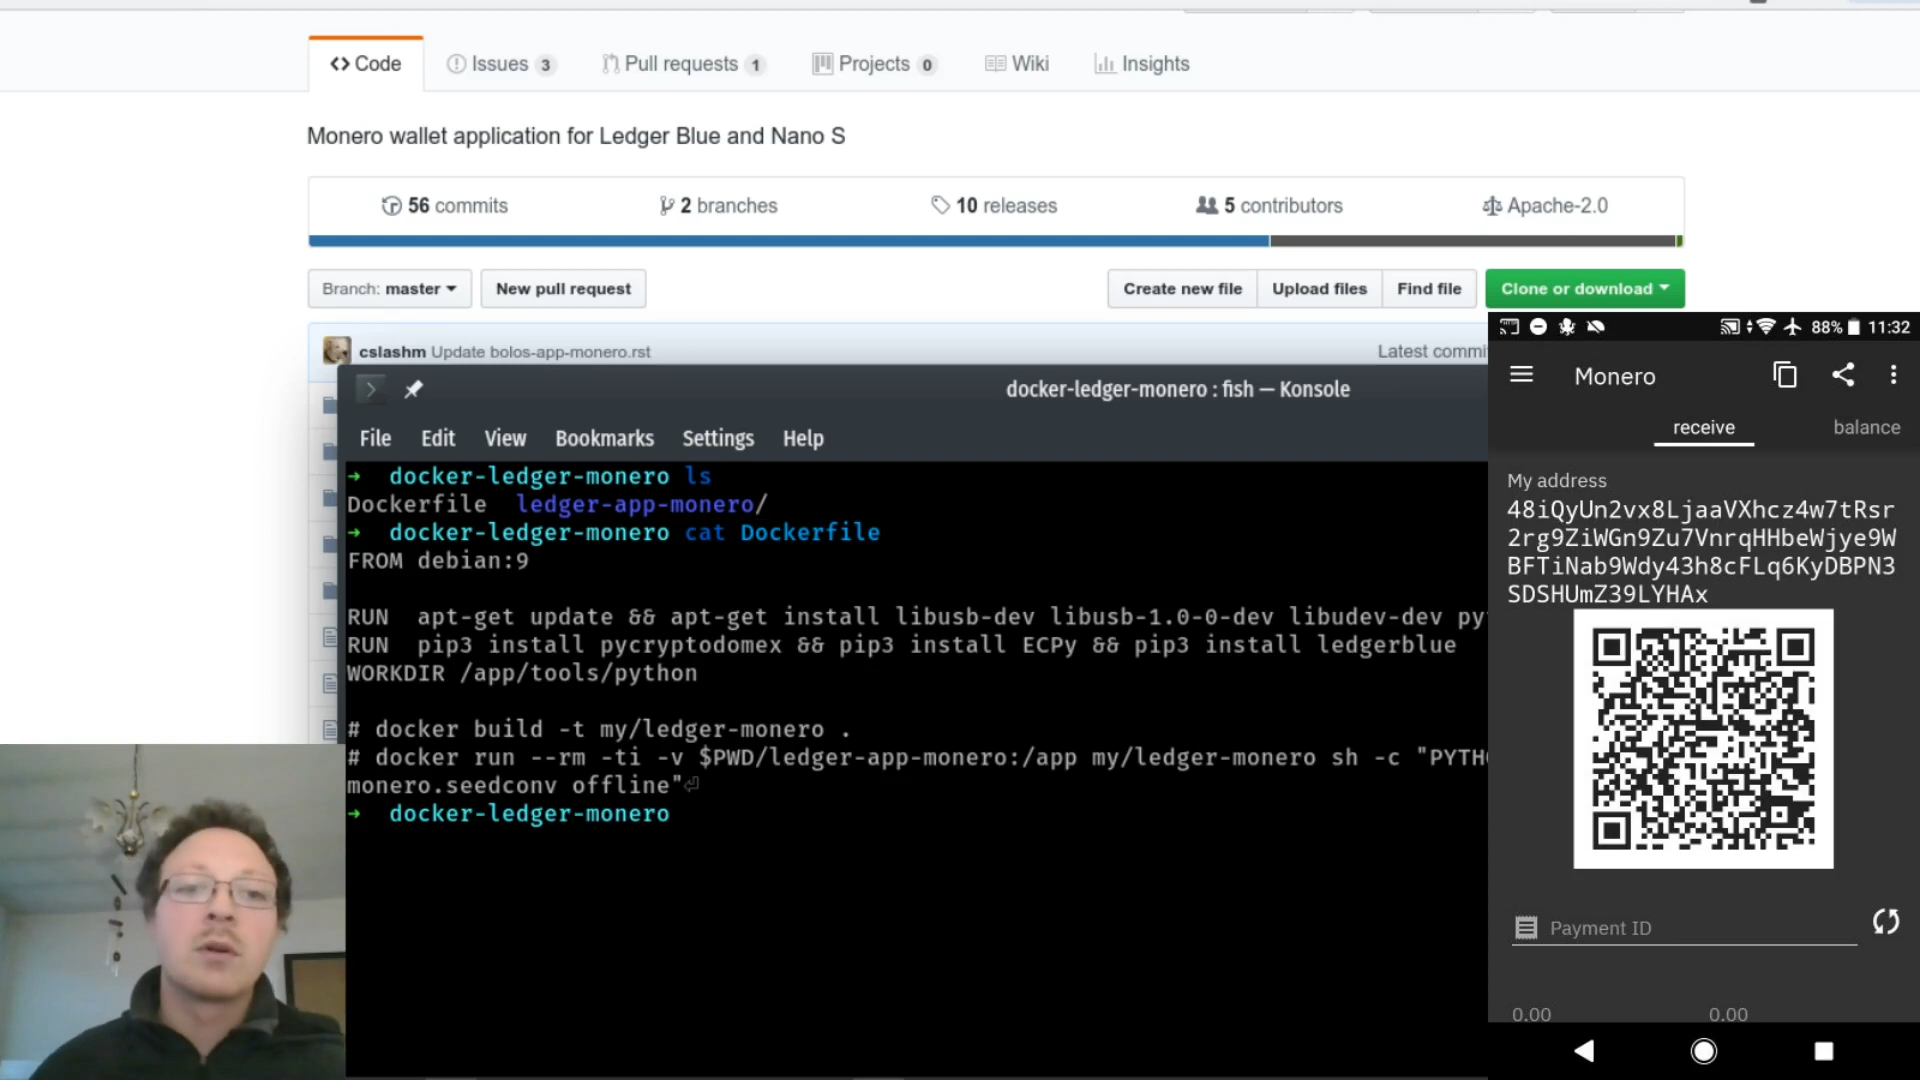 Code
Issues 3
Pull requests 1
Projects 0
Wiki
Insights
Monero wallet application for Ledger Blue and Nano S
56 commits
2 branches
10 releases
5 contributors
Apache-2.0
Branch: master
New pull request
Create new file
Upload files
Find file
Clone or download
cslashm Update bolos-app-monero.rst
Latest commi
docker-ledger-monero : fish — Konsole
File Edit View Bookmarks Settings Help
→ docker-ledger-monero ls
Dockerfile ledger-app-monero/
→ docker-ledger-monero cat Dockerfile
FROM debian:9
RUN apt-get update && apt-get install libusb-dev libusb-1.0-0-dev libudev-dev py
RUN pip3 install pycryptodomex && pip3 install ECPy && pip3 install ledgerblue
WORKDIR /app/tools/python
# docker build -t my/ledger-monero .
# docker run --rm -ti -v $PWD/ledger-app-monero:/app my/ledger-monero sh -c "PYTH
monero.seedconv offline"⏎
→ docker-ledger-monero
88% 11:32
Monero
receive
balance
My address
48iQyUn2vx8LjaaVXhcz4w7tRsr
2rg9ZiWGn9Zu7VnrqHHbeWjye9W
BFTiNab9Wdy43h8cFLq6KyDBPN3
SDSHUmZ39LYHAx
Payment ID
0.00
0.00